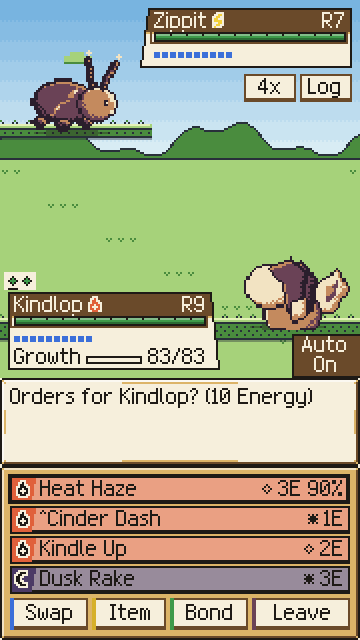 Zippit R7
4x Log
Kindlop R9
Growth 83/83
Auto
On
Orders for Kindlop? (10 Energy)
Heat Haze 3E 90%
^Cinder Dash 1E
Kindle Up 2E
Dusk Rake 3E
Swap Item Bond Leave